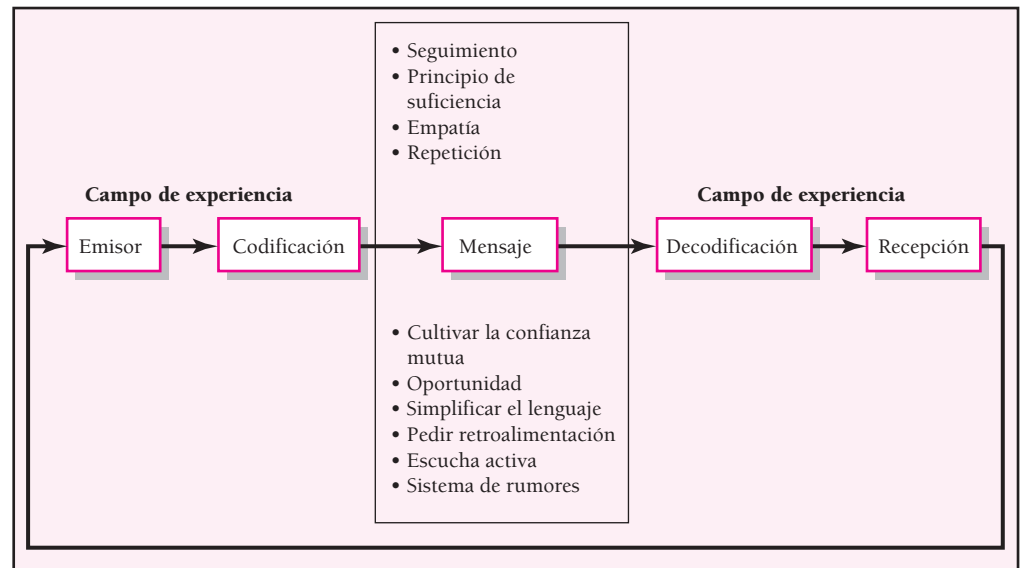 • Seguimiento
• Principio de
suficiencia
• Empatía
• Repetición
Campo de experiencia
Campo de experiencia
Emisor
Codificación
Mensaje
Decodificación
Recepción
• Cultivar la confianza
mutua
• Oportunidad
• Simplificar el lenguaje
• Pedir retroalimentación
• Escucha activa
• Sistema de rumores